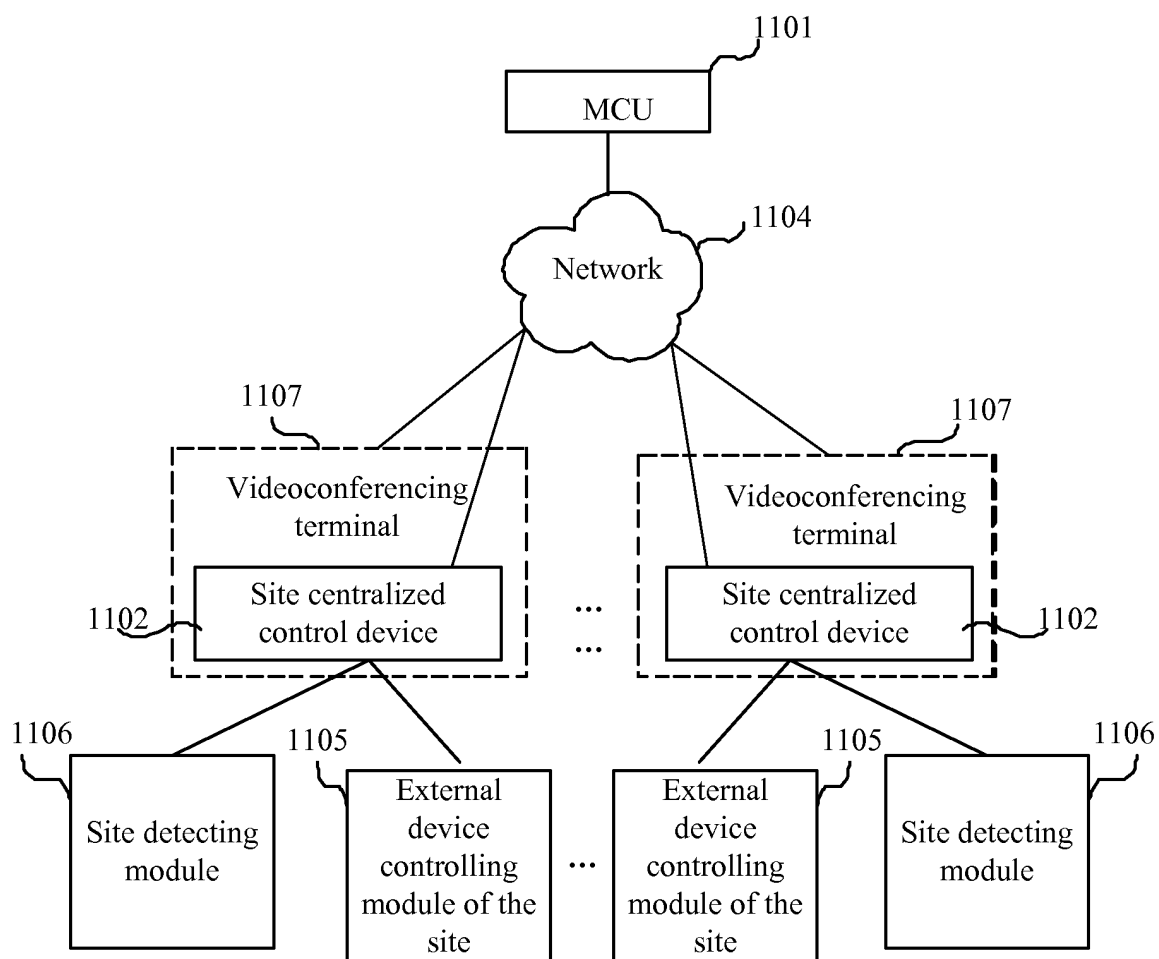 1101
MCU
1104
Network
1107
1107
Videoconferencing
terminal
Videoconferencing
terminal
1102
Site centralized
control device
...
...
Site centralized
control device
1102
1106
1105
1105
1106
Site detecting
module
External
device
controlling
module of the
site
...
External
device
controlling
module of the
site
Site detecting
module